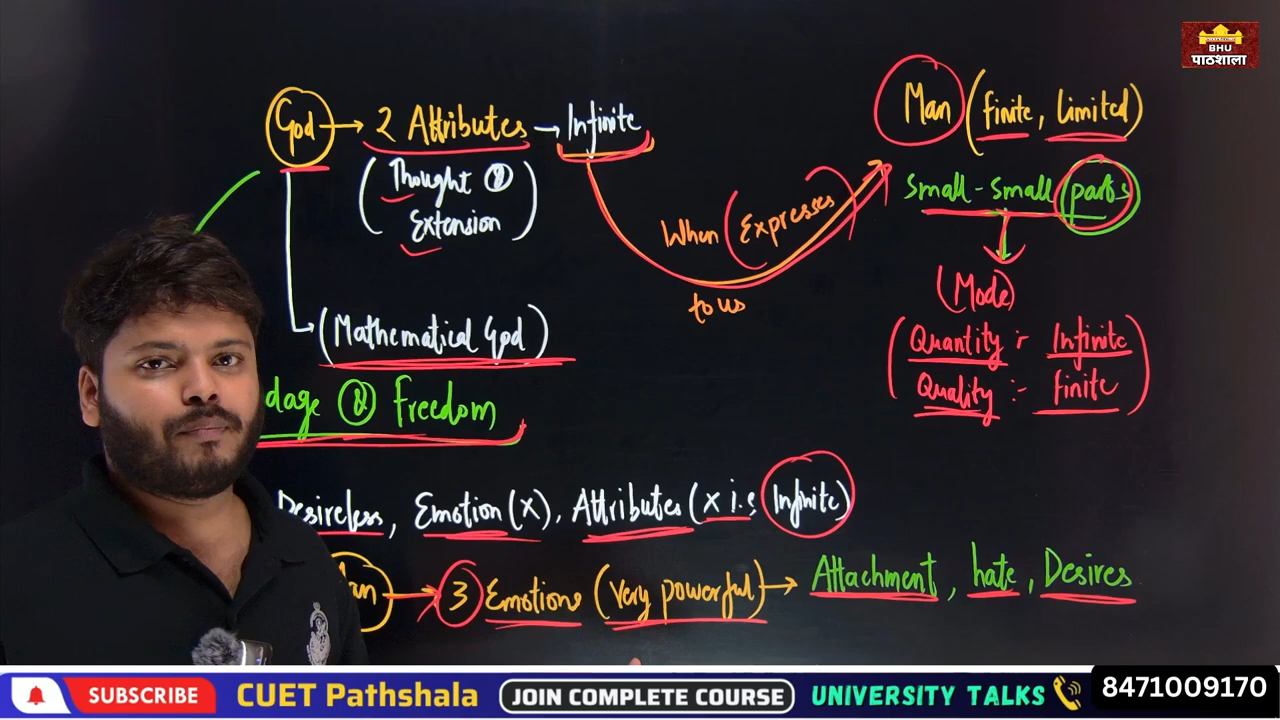 BHU
पाठशाला
God → 2 Attributes → Infinite
(Thought &
Extension)
When (Expresses)
to us
Man (finite, Limited)
Small-Small parts
(Mode)
(Quantity :- Infinite
Quality :- finite)
(Mathematical God)
dage & freedom
Desireless, Emotion (x), Attributes (x i.e, Infinite)
an → 3 Emotions (Very powerful) → Attachment, hate, Desires
SUBSCRIBE
CUET Pathshala
JOIN COMPLETE COURSE
UNIVERSITY TALKS
8471009170